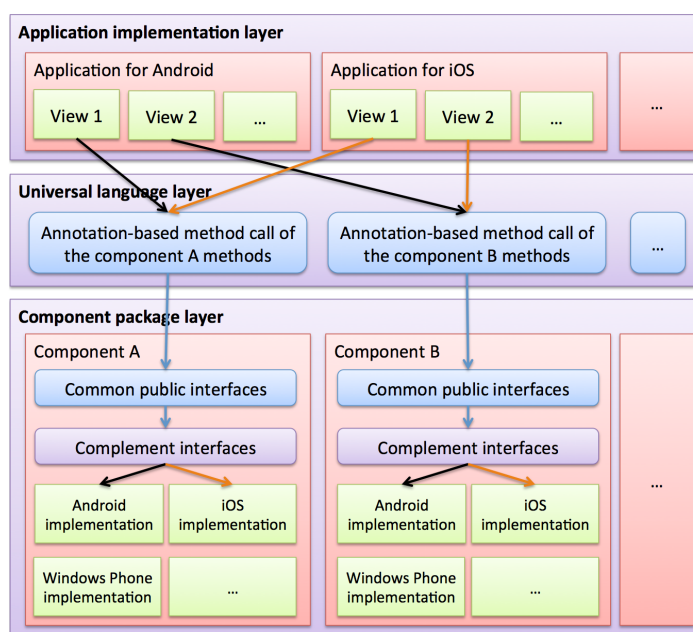 Application implementation layer
Application for Android
View 1
View 2
...
Application for iOS
View 1
View 2
...
...
Universal language layer
Annotation-based method call of
the component A methods
Annotation-based method call of
the component B methods
...
Component package layer
Component A
Common public interfaces
Complement interfaces
Android
implementation
iOS
implementation
Windows Phone
implementation
...
Component B
Common public interfaces
Complement interfaces
Android
implementation
iOS
implementation
Windows Phone
implementation
...
...